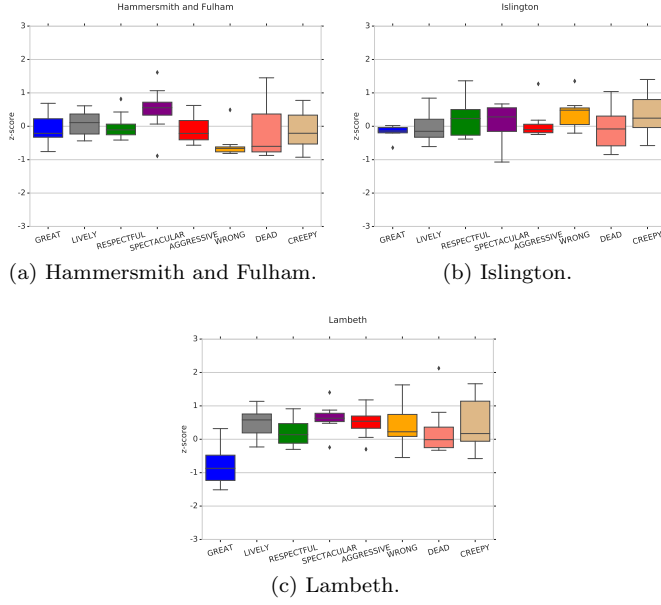 Hammersmith and Fulham
3
2
1
0
-1
-2
-3
z-score
GREAT
LIVELY
RESPECTFUL
SPECTACULAR
AGGRESSIVE
WRONG
DEAD
CREEPY
(a) Hammersmith and Fulham.
Islington
3
2
1
0
-1
-2
-3
z-score
GREAT
LIVELY
RESPECTFUL
SPECTACULAR
AGGRESSIVE
WRONG
DEAD
CREEPY
(b) Islington.
Lambeth
3
2
1
0
-1
-2
-3
z-score
GREAT
LIVELY
RESPECTFUL
SPECTACULAR
AGGRESSIVE
WRONG
DEAD
CREEPY
(c) Lambeth.